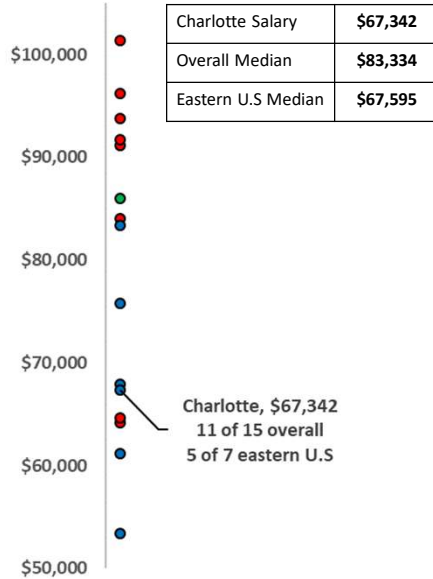 Charlotte Salary $67,342
Overall Median $83,334
Eastern U.S Median $67,595
$100,000
$90,000
$80,000
$70,000
Charlotte, $67,342
11 of 15 overall
5 of 7 eastern U.S
$60,000
$50,000